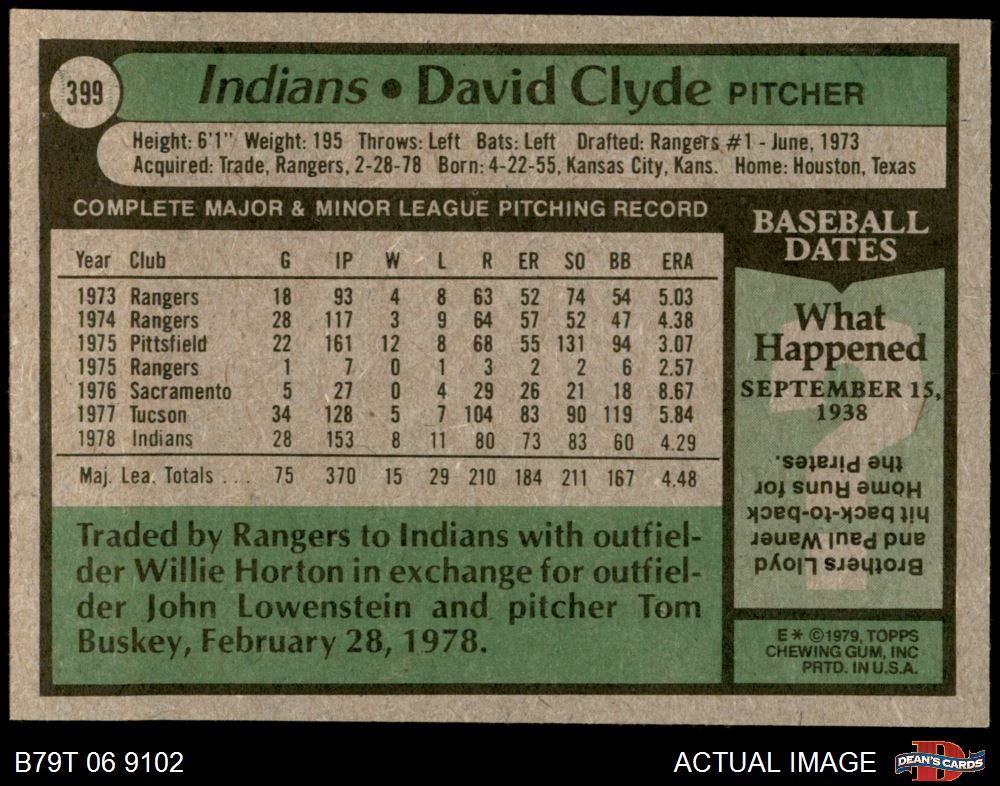 399 Indians • David Clyde PITCHER
Height: 6'1" Weight: 195 Throws: Left Bats: Left Drafted: Rangers #1 - June, 1973
Acquired: Trade, Rangers, 2-28-78 Born: 4-22-55, Kansas City, Kans. Home: Houston, Texas
COMPLETE MAJOR & MINOR LEAGUE PITCHING RECORD
Year Club G IP W L R ER SO BB ERA
1973 Rangers 18 93 4 8 63 52 74 54 5.03
1974 Rangers 28 117 3 9 64 57 52 47 4.38
1975 Pittsfield 22 161 12 8 68 55 131 94 3.07
1975 Rangers 1 7 0 1 3 2 2 6 2.57
1976 Sacramento 5 27 0 4 29 26 21 18 8.67
1977 Tucson 34 128 5 7 104 83 90 119 5.84
1978 Indians 28 153 8 11 80 73 83 60 4.29
Maj. Lea. Totals . . . 75 370 15 29 210 184 211 167 4.48
Traded by Rangers to Indians with outfiel-
der Willie Horton in exchange for outfiel-
der John Lowenstein and pitcher Tom
Buskey, February 28, 1978.
BASEBALL
DATES
What
Happened
SEPTEMBER 15,
1938
Brothers Lloyd
and Paul Waner
hit back-to-back
Home Runs for
the Pirates.
E* ©1979, TOPPS
CHEWING GUM, INC
PRTD. IN U.S.A.
B79T 06 9102 ACTUAL IMAGE
D
DEAN'S CARDS